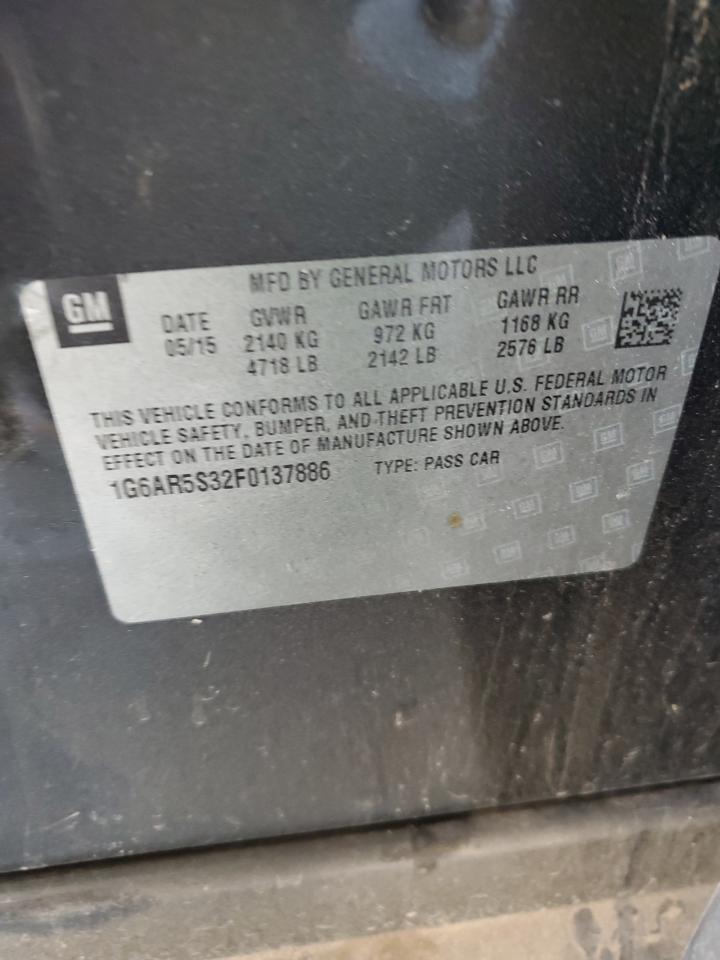 MFD BY GENERAL MOTORS LLC
GM
DATE GVWR GAWR FRT GAWR RR
05/15 2140 KG 972 KG 1168 KG
4718 LB 2142 LB 2576 LB
THIS VEHICLE CONFORMS TO ALL APPLICABLE U.S. FEDERAL MOTOR
VEHICLE SAFETY, BUMPER, AND THEFT PREVENTION STANDARDS IN
EFFECT ON THE DATE OF MANUFACTURE SHOWN ABOVE.
1G6AR5S32F0137886 TYPE: PASS CAR